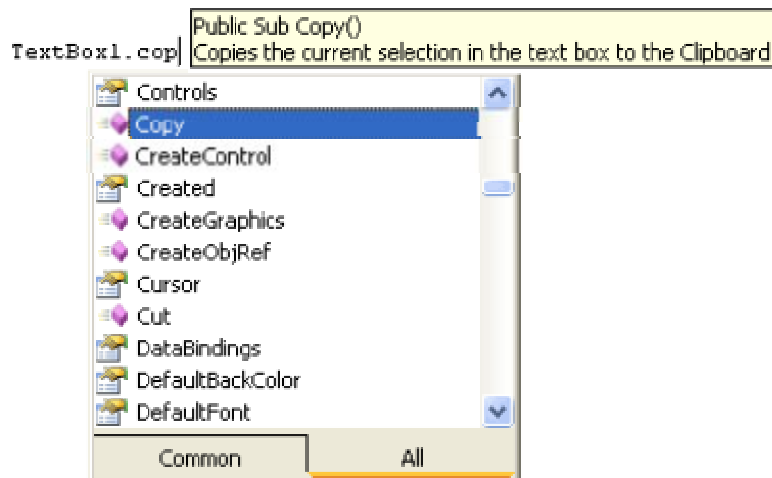 Public Sub Copy()
TextBox1.cop Copies the current selection in the text box to the Clipboard
Controls
Copy
CreateControl
Created
CreateGraphics
CreateObjRef
Cursor
Cut
DataBindings
DefaultBackColor
DefaultFont
Common All